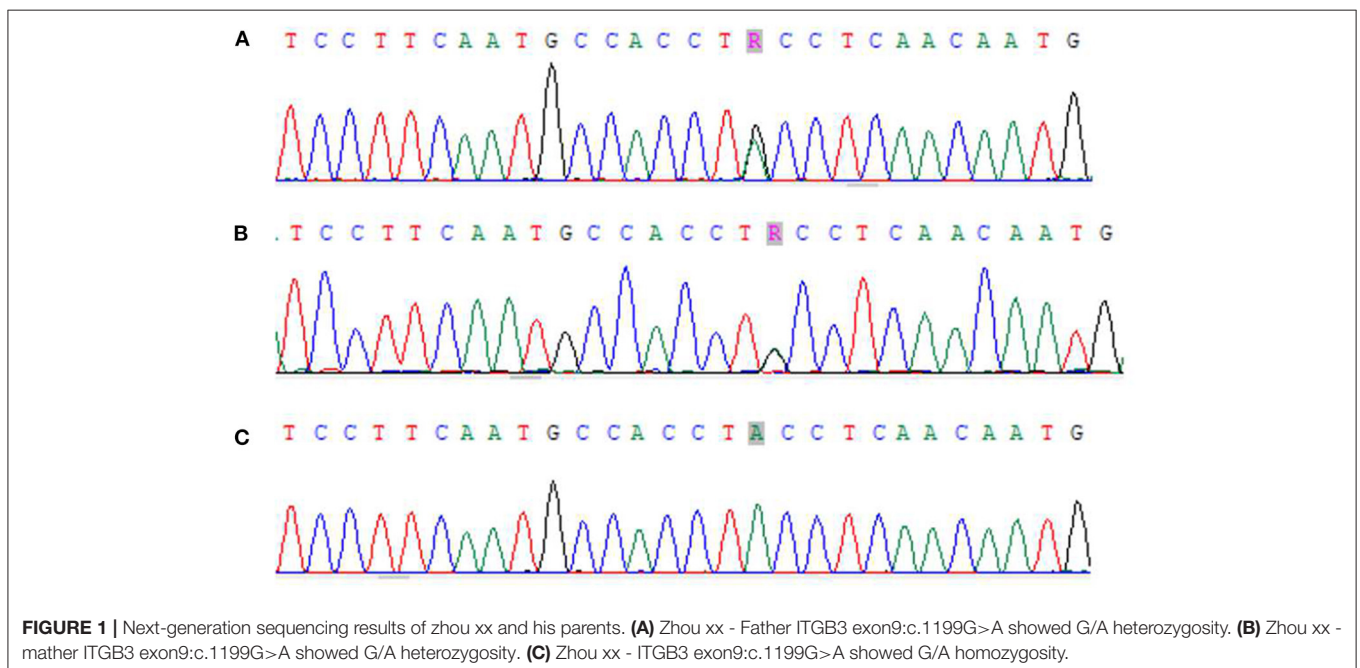 A
T C C T T C A A T G C C A C C T R C C T C A A C A A T G
B
. T C C T T C A A T G C C A C C T R C C T C A A C A A T G
C
T C C T T C A A T G C C A C C T A C C T C A A C A A T G
FIGURE 1 | Next-generation sequencing results of zhou xx and his parents. (A) Zhou xx - Father ITGB3 exon9:c.1199G>A showed G/A heterozygosity. (B) Zhou xx -
mather ITGB3 exon9:c.1199G>A showed G/A heterozygosity. (C) Zhou xx - ITGB3 exon9:c.1199G>A showed G/A homozygosity.